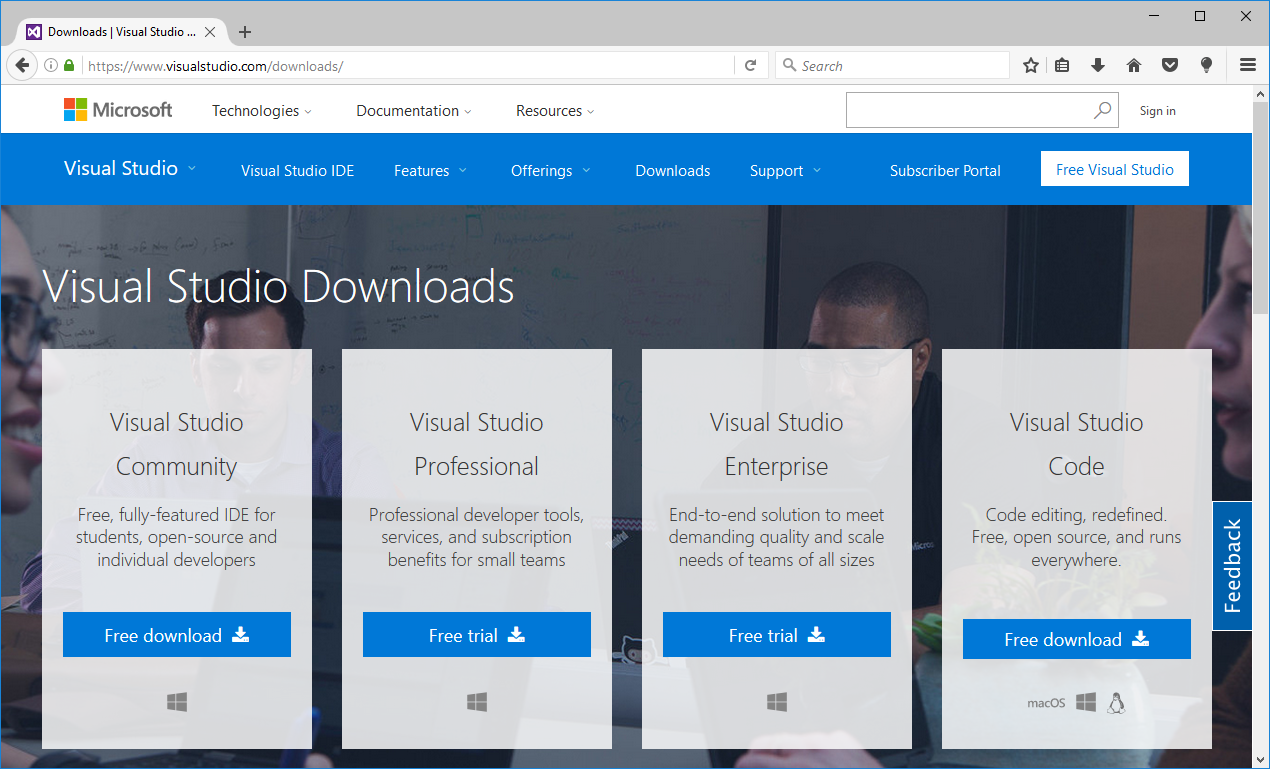 Downloads | Visual Studio ...
https://www.visualstudio.com/downloads/
Search
Microsoft
Technologies
Documentation
Resources
Sign in
Visual Studio
Visual Studio IDE
Features
Offerings
Downloads
Support
Subscriber Portal
Free Visual Studio
Visual Studio Downloads
Visual Studio
Community
Free, fully-featured IDE for
students, open-source and
individual developers
Free download
Visual Studio
Professional
Professional developer tools,
services, and subscription
benefits for small teams
Free trial
Visual Studio
Enterprise
End-to-end solution to meet
demanding quality and scale
needs of teams of all sizes
Free trial
Visual Studio
Code
Code editing, redefined.
Free, open source, and runs
everywhere.
Free download
macOS
Feedback